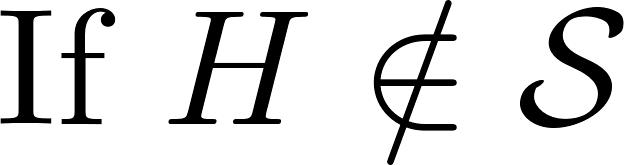 If H ∉ 𝒮